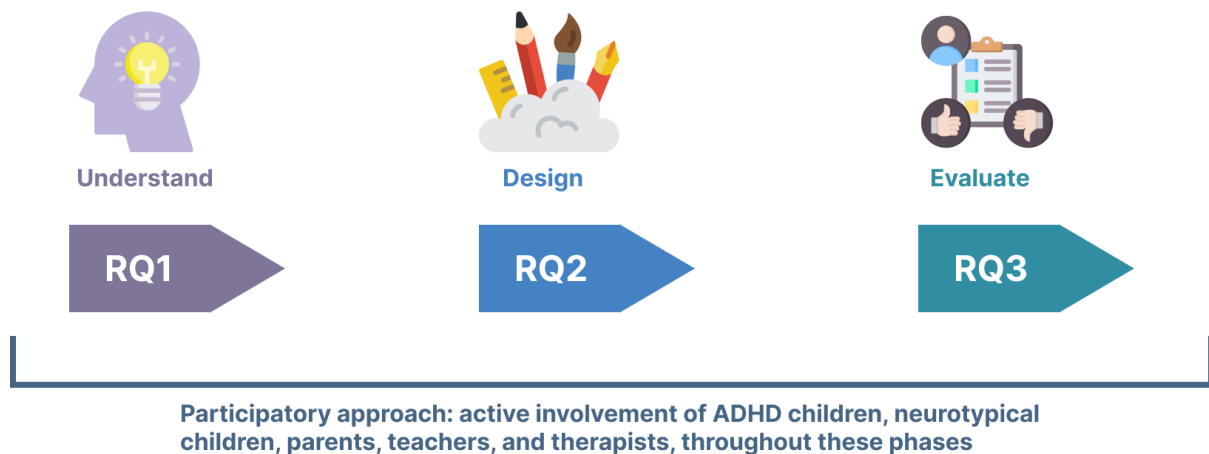 Understand
Design
Evaluate
RQ1
RQ2
RQ3
Participatory approach: active involvement of ADHD children, neurotypical
children, parents, teachers, and therapists, throughout these phases